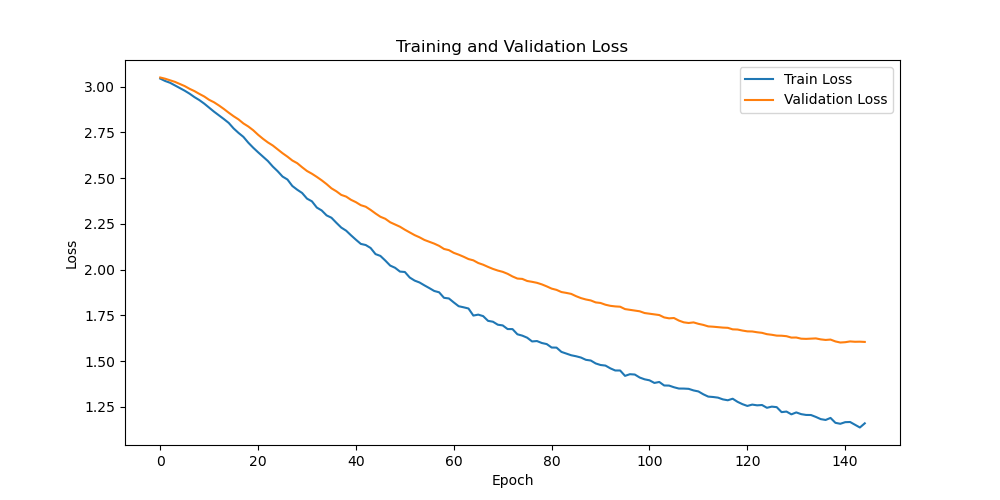 Training and Validation Loss
Train Loss
Validation Loss
3.00
2.75
2.50
2.25
2.00
1.75
1.50
1.25
Loss
0 20 40 60 80 100 120 140
Epoch